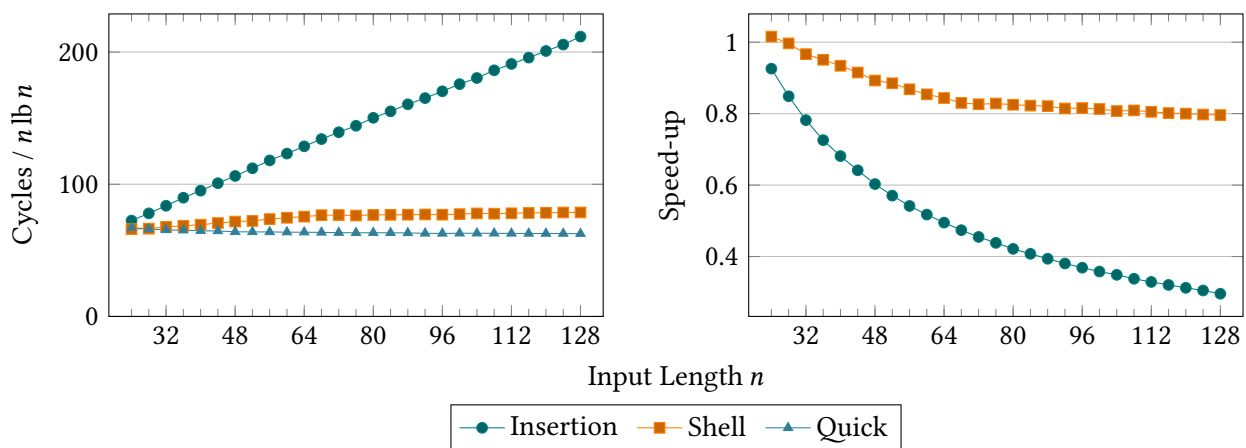 Cycles / n lb n
200
100
0
32 48 64 80 96 112 128
Speed-up
1
0.8
0.6
0.4
32 48 64 80 96 112 128
Input Length n
Insertion Shell Quick